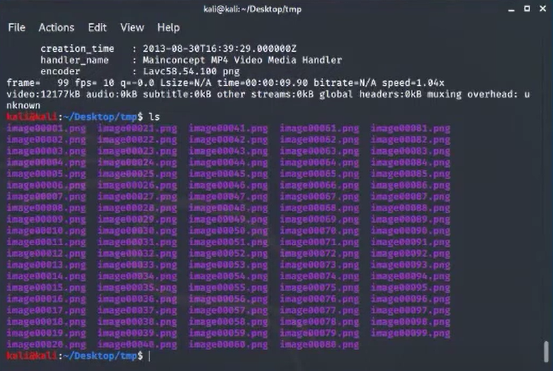 kali@kali:~/Desktop/tmp
File Actions Edit View Help
creation_time : 2013-08-30T16:39:29.000000Z
handler_name : Mainconcept MP4 Video Media Handler
encoder : Lavc58.54.100 png
frame= 99 fps= 10 q=-0.0 Lsize=N/A time=00:00:09.90 bitrate=N/A speed=1.04x
video:12177kB audio:0kB subtitle:0kB other streams:0kB global headers:0kB muxing overhead: u
nknown
kali@kali:~/Desktop/tmp$ ls
image00001.png image00021.png image00041.png image00061.png image00081.png
image00002.png image00022.png image00042.png image00062.png image00082.png
image00003.png image00023.png image00043.png image00063.png image00083.png
image00004.png image00024.png image00044.png image00064.png image00084.png
image00005.png image00025.png image00045.png image00065.png image00085.png
image00006.png image00026.png image00046.png image00066.png image00086.png
image00007.png image00027.png image00047.png image00067.png image00087.png
image00008.png image00028.png image00048.png image00068.png image00088.png
image00009.png image00029.png image00049.png image00069.png image00089.png
image00010.png image00030.png image00050.png image00070.png image00090.png
image00011.png image00031.png image00051.png image00071.png image00091.png
image00012.png image00032.png image00052.png image00072.png image00092.png
image00013.png image00033.png image00053.png image00073.png image00093.png
image00014.png image00034.png image00054.png image00074.png image00094.png
image00015.png image00035.png image00055.png image00075.png image00095.png
image00016.png image00036.png image00056.png image00076.png image00096.png
image00017.png image00037.png image00057.png image00077.png image00097.png
image00018.png image00038.png image00058.png image00078.png image00098.png
image00019.png image00039.png image00059.png image00079.png image00099.png
image00020.png image00040.png image00060.png image00080.png
kali@kali:~/Desktop/tmp$